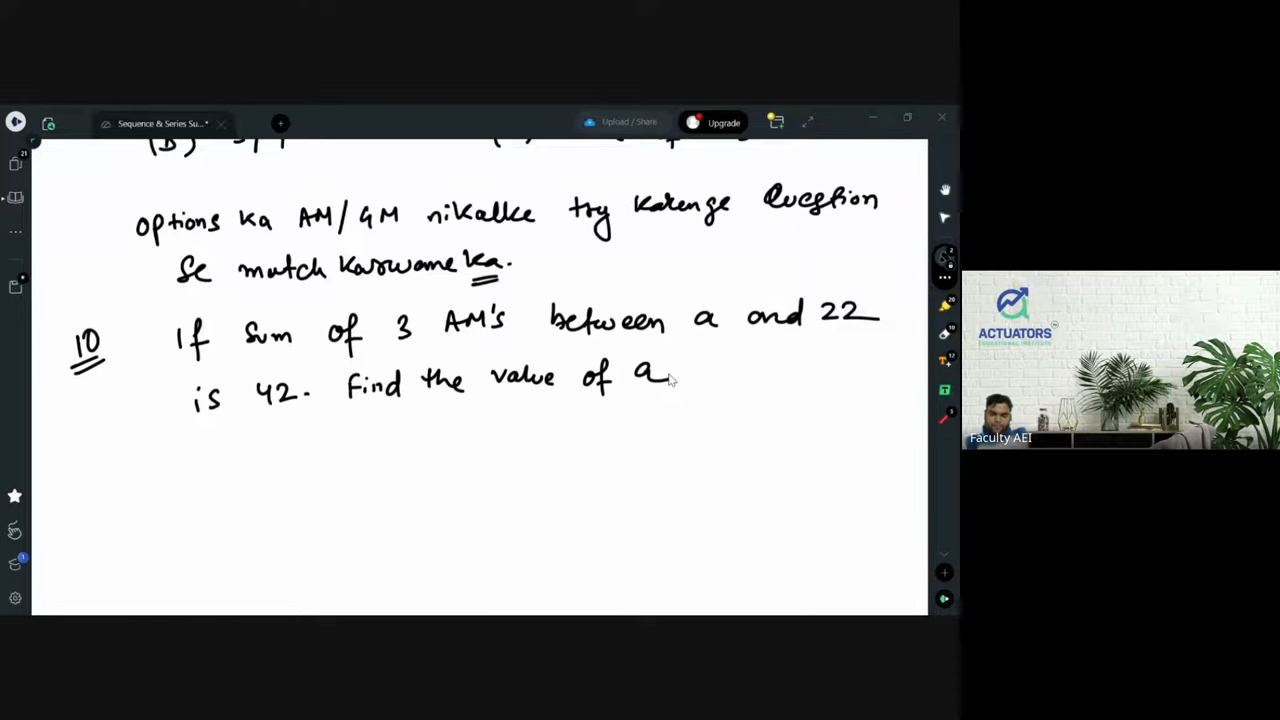 Sequence & Series Su...*
Upload / Share
Upgrade
options ka AM/GM nikalke try karenge Question
se match karwane ka.
10 If sum of 3 AM's between a and 22
is 42. Find the value of a
ACTUATORS
EDUCATIONAL INSTITUTE
Faculty AEI